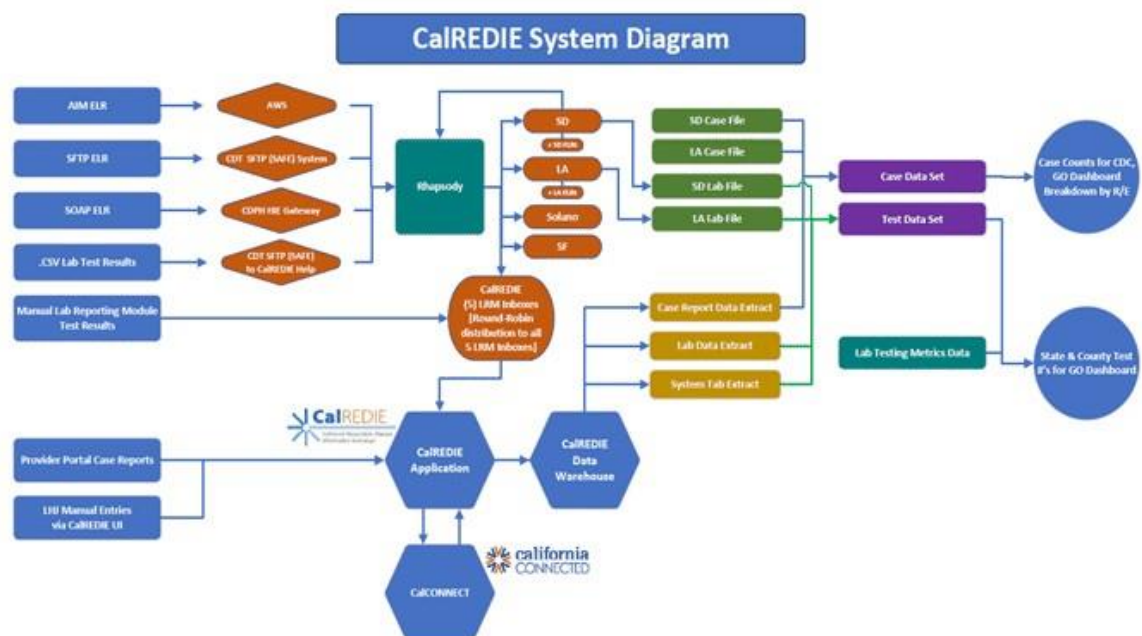 CalREDIE System Diagram
AIM ELR
AWS
SD
+ SD FLUN
SD Case File
SFTP ELR
CDT SFTP (SAFE) System
Rhapsody
LA
+ LA FLUN
LA Case File
Case Data Set
Case Counts for CDC,
GO Dashboard
Breakdown by R/E
SD Lab File
SOAP ELR
CDPH HIE Gateway
Solano
LA Lab File
Test Data Set
.CSV Lab Test Results
CDT SFTP (SAFE)
to CalREDIE Help
SF
Manual Lab Reporting Module
Test Results
CalREDIE
(5) LRM Inboxes
[Round-Robin
distribution to all
5 LRM Inboxes]
Case Report Data Extract
Lab Data Extract
Lab Testing Metrics Data
State & County Test
#'s for GO Dashboard
System Tab Extract
CalREDIE
Provider Portal Case Reports
CalREDIE
Application
CalREDIE
Data
Warehouse
LHJ Manual Entries
via CalREDIE UI
CalCONNECT
california
CONNECTED